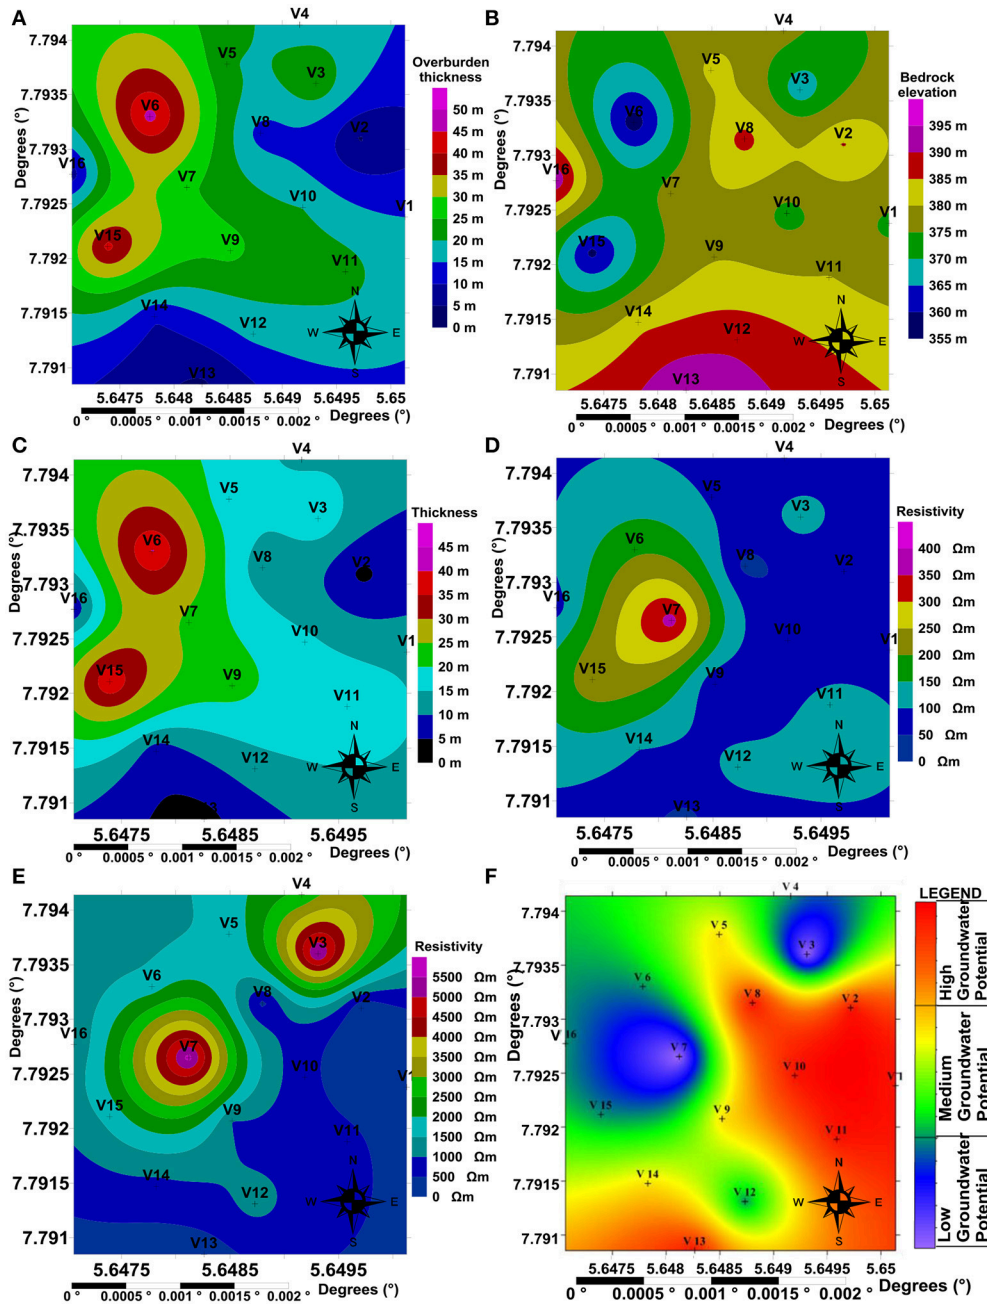 A
V4
7.794
7.7935
7.793
7.7925
7.792
7.7915
7.791
Degrees (°)
V5
V3
V6
V8
V2
V16
V7
V10
V1
V15
V9
V11
V14
V12
V13
N
W
E
S
Overburden
thickness
50 m
45 m
40 m
35 m
30 m
25 m
20 m
15 m
10 m
5 m
0 m
5.6475
5.648
5.6485
5.649
5.6495
5.65
Degrees (°)
0 °
0.0005 °
0.001 °
0.0015 °
0.002 °
B
V4
7.794
7.7935
7.793
7.7925
7.792
7.7915
7.791
Degrees (°)
V5
V3
V6
V8
V2
V16
V7
V10
V1
V15
V9
V11
V14
V12
V13
N
W
E
S
Bedrock
elevation
395 m
390 m
385 m
380 m
375 m
370 m
365 m
360 m
355 m
5.6475
5.648
5.6485
5.649
5.6495
5.65
Degrees (°)
0 °
0.0005 °
0.001 °
0.0015 °
0.002 °
C
V4
7.794
7.7935
7.793
7.7925
7.792
7.7915
7.791
Degrees (°)
V5
V3
V6
V8
V2
V16
V7
V10
V1
V15
V9
V11
V14
V12
V13
N
W
E
S
Thickness
45 m
40 m
35 m
30 m
25 m
20 m
15 m
10 m
5 m
0 m
5.6475
5.6485
5.6495
Degrees (°)
0 °
0.0005 °
0.001 °
0.0015 °
0.002 °
D
V4
7.794
7.7935
7.793
7.7925
7.792
7.7915
7.791
Degrees (°)
V5
V3
V6
V8
V2
V16
V7
V10
V1
V15
V9
V11
V14
V12
V13
N
W
E
S
Resistivity
400 Ωm
350 Ωm
300 Ωm
250 Ωm
200 Ωm
150 Ωm
100 Ωm
50 Ωm
0 Ωm
5.6475
5.6485
5.6495
Degrees (°)
0 °
0.0005 °
0.001 °
0.0015 °
0.002 °
E
V4
7.794
7.7935
7.793
7.7925
7.792
7.7915
7.791
Degrees (°)
V5
V3
V6
V8
V2
V16
V7
V10
V1
V15
V9
V11
V14
V12
V13
N
W
E
S
Resistivity
5500 Ωm
5000 Ωm
4500 Ωm
4000 Ωm
3500 Ωm
3000 Ωm
2500 Ωm
2000 Ωm
1500 Ωm
1000 Ωm
500 Ωm
0 Ωm
5.6475
5.6485
5.6495
Degrees (°)
0 °
0.0005 °
0.001 °
0.0015 °
0.002 °
F
V 4
7.794
7.7935
7.793
7.7925
7.792
7.7915
7.791
Degrees (°)
V 5
V 3
V 6
V 8
V 2
V 16
V 7
V 10
V 1
V 15
V 9
V 11
V 14
V 12
V 13
N
W
E
S
LEGEND
High
Groundwater
Potential
Medium
Groundwater
Potential
Low
Groundwater
Potential
5.6475
5.648
5.6485
5.649
5.6495
5.65
Degrees (°)
0 °
0.0005 °
0.001 °
0.0015 °
0.002 °